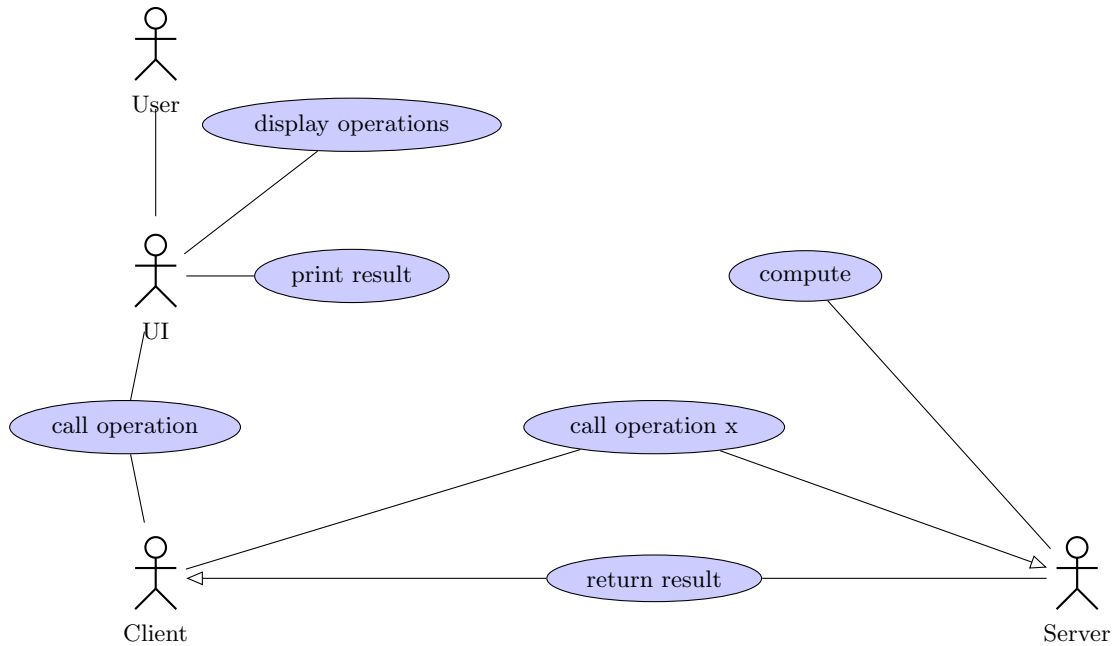 User
display operations
print result
compute
UI
call operation
call operation x
return result
Client
Server